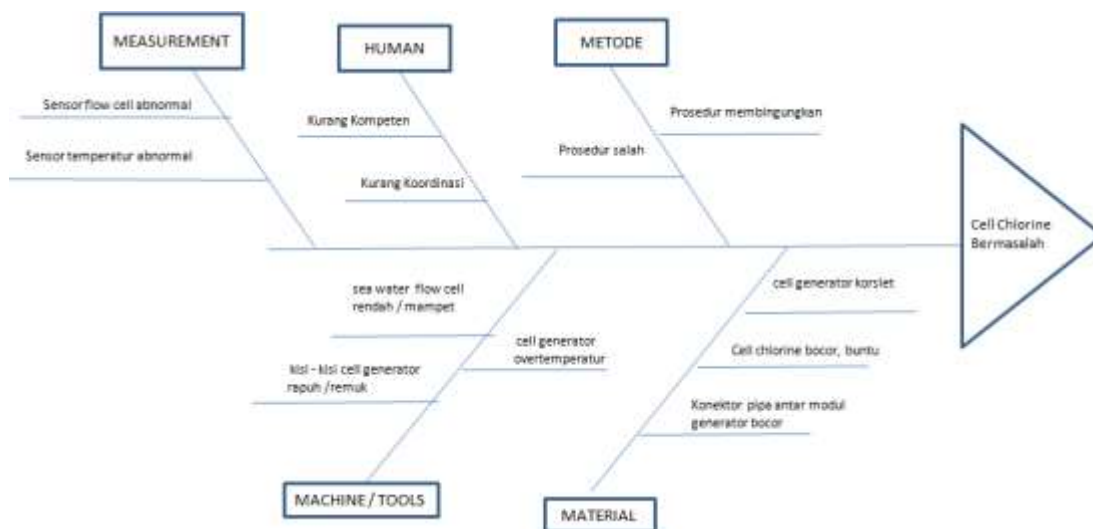 MEASUREMENT
HUMAN
METODE
Sensor flow cell abnormal
Sensor temperatur abnormal
Kurang Kompeten
Kurang Koordinasi
Prosedur membingungkan
Prosedur salah
Cell Chlorine
Bermasalah
sea water flow cell
rendah / mampet
cell generator
overtemperatur
kisi - kisi cell generator
rapuh /remuk
cell generator korslet
Cell chlorine bocor, buntu
Konektor pipa antar modul
generator bocor
MACHINE / TOOLS
MATERIAL